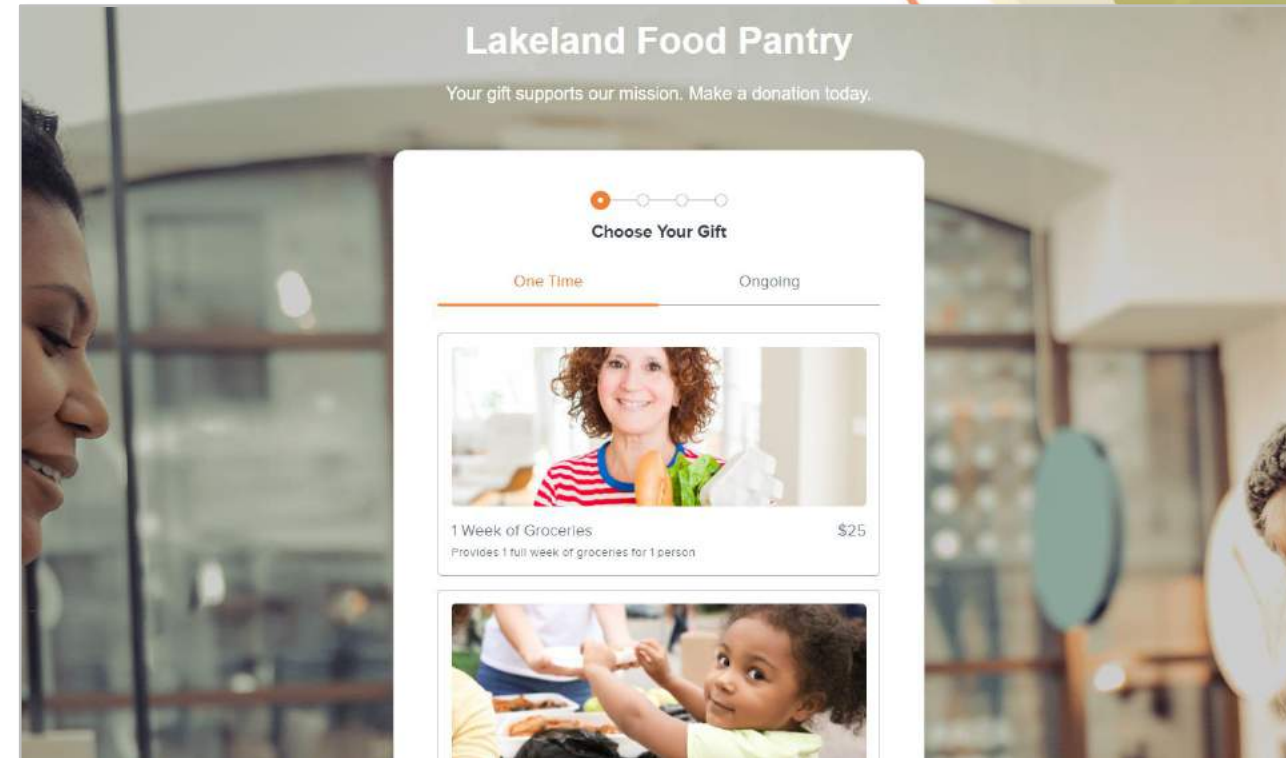 Lakeland Food Pantry
Your gift supports our mission. Make a donation today.
Choose Your Gift
One Time
Ongoing
1 Week of Groceries
$25
Provides 1 full week of groceries for 1 person